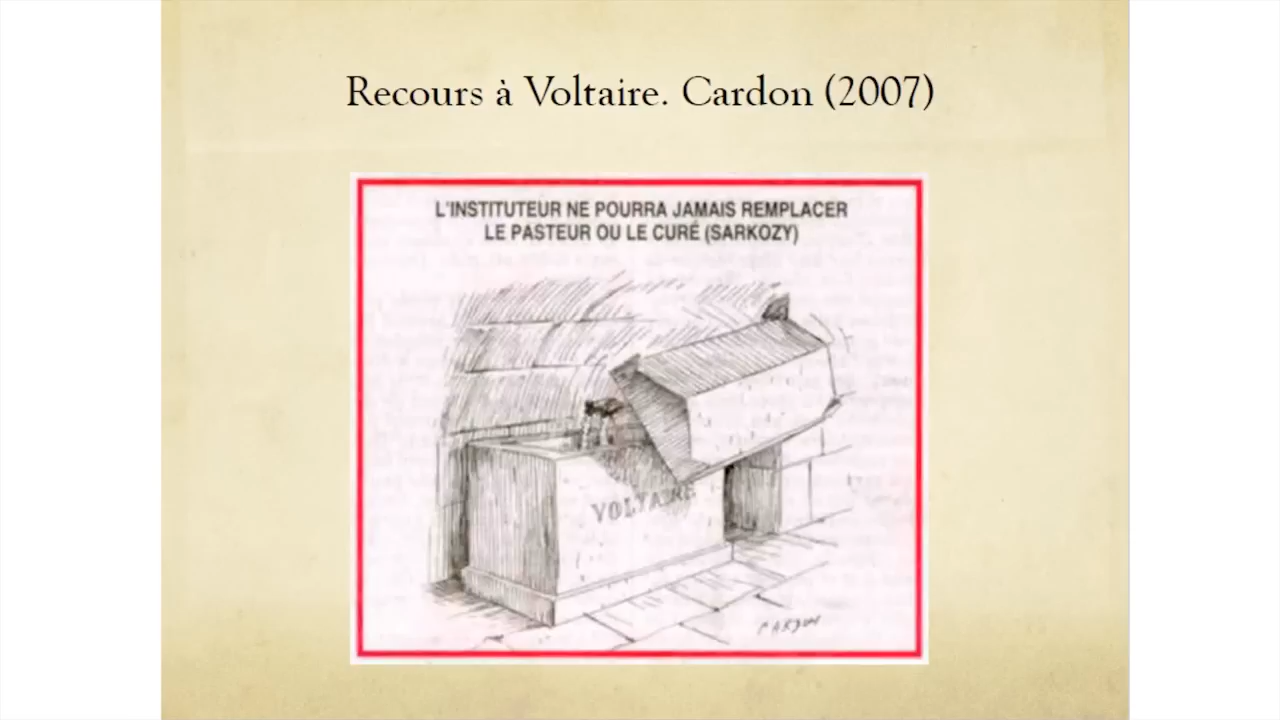 Recours à Voltaire. Cardon (2007)
L'INSTITUTEUR NE POURRA JAMAIS REMPLACER
LE PASTEUR OU LE CURÉ (SARKOZY)
VOLTAIRE
CARDON